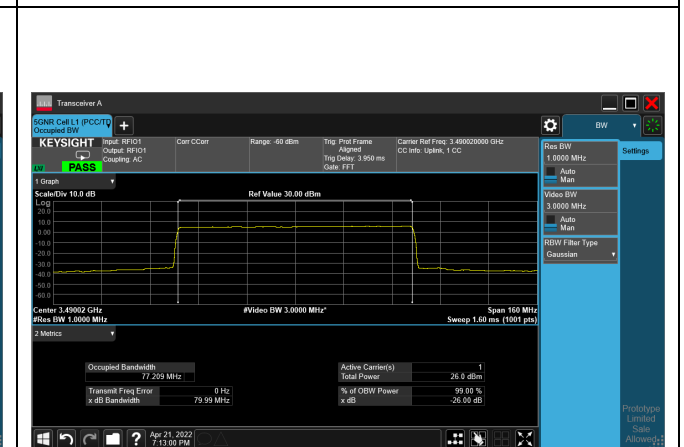 Transceiver A
5GNR Cell L1 (PCC/TD
Occupied BW
+
BW
KEYSIGHT
Input: RFIO1
Output: RFIO1
Coupling: AC
Corr CCorr
Range: -60 dBm
Trig: Prot Frame
Aligned
Trig Delay: 3.950 ms
Gate: FFT
Carrier Ref Freq: 3.490020000 GHz
CC Info: Uplink, 1 CC
PASS
1 Graph
Scale/Div 10.0 dB
Ref Value 30.00 dBm
Log
20.0
10.0
0.00
-10.0
-20.0
-30.0
-40.0
-50.0
-60.0
Center 3.49002 GHz
#Video BW 3.0000 MHz*
Span 160 MHz
#Res BW 1.0000 MHz
Sweep 1.60 ms (1001 pts)
2 Metrics
Occupied Bandwidth
77.209 MHz
Transmit Freq Error 0 Hz
x dB Bandwidth 79.99 MHz
Active Carrier(s) 1
Total Power 26.0 dBm
% of OBW Power 99.00 %
x dB -26.00 dB
Res BW
1.0000 MHz
Auto
Man
Video BW
3.0000 MHz
Auto
Man
RBW Filter Type
Gaussian
Settings
Prototype
Limited
Sale
Allowed
?
Apr 21, 2022
7:13:00 PM